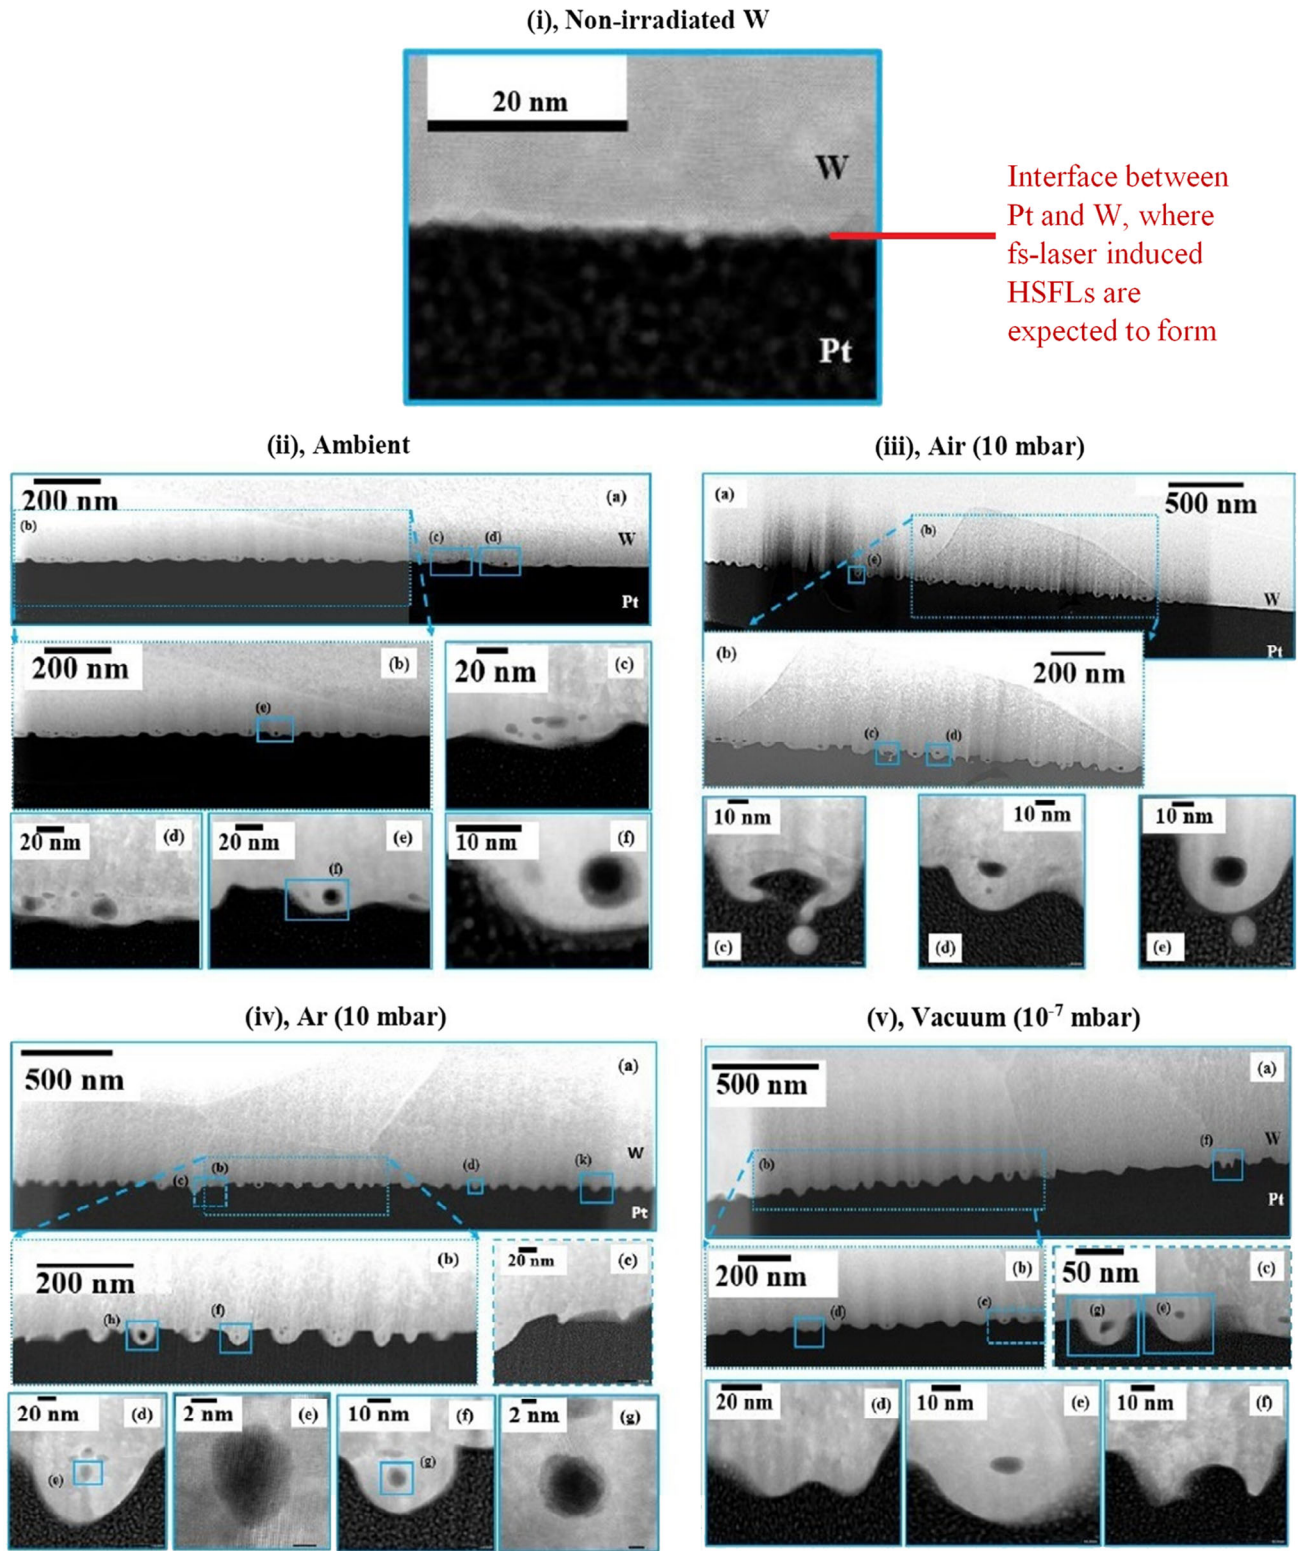 (i), Non-irradiated W
20 nm
W
Pt
Interface between
Pt and W, where
fs-laser induced
HSFLs are
expected to form
(ii), Ambient
200 nm
(a)
(b)
(c)
(d)
W
Pt
200 nm
(b)
(e)
20 nm
(c)
20 nm
(d)
20 nm
(e)
(f)
10 nm
(f)
(iii), Air (10 mbar)
(a)
500 nm
(b)
(e)
W
Pt
(b)
200 nm
(c)
(d)
10 nm
(c)
10 nm
(d)
10 nm
(e)
(iv), Ar (10 mbar)
500 nm
(a)
W
(b)
(c)
(d)
(k)
Pt
200 nm
(b)
(h)
(f)
20 nm
(c)
20 nm
(d)
(e)
2 nm
(e)
10 nm
(f)
(g)
2 nm
(g)
(v), Vacuum (10⁻⁷ mbar)
500 nm
(a)
(f)
W
(b)
Pt
200 nm
(b)
(d)
(c)
50 nm
(c)
(g)
(e)
20 nm
(d)
10 nm
(e)
10 nm
(f)